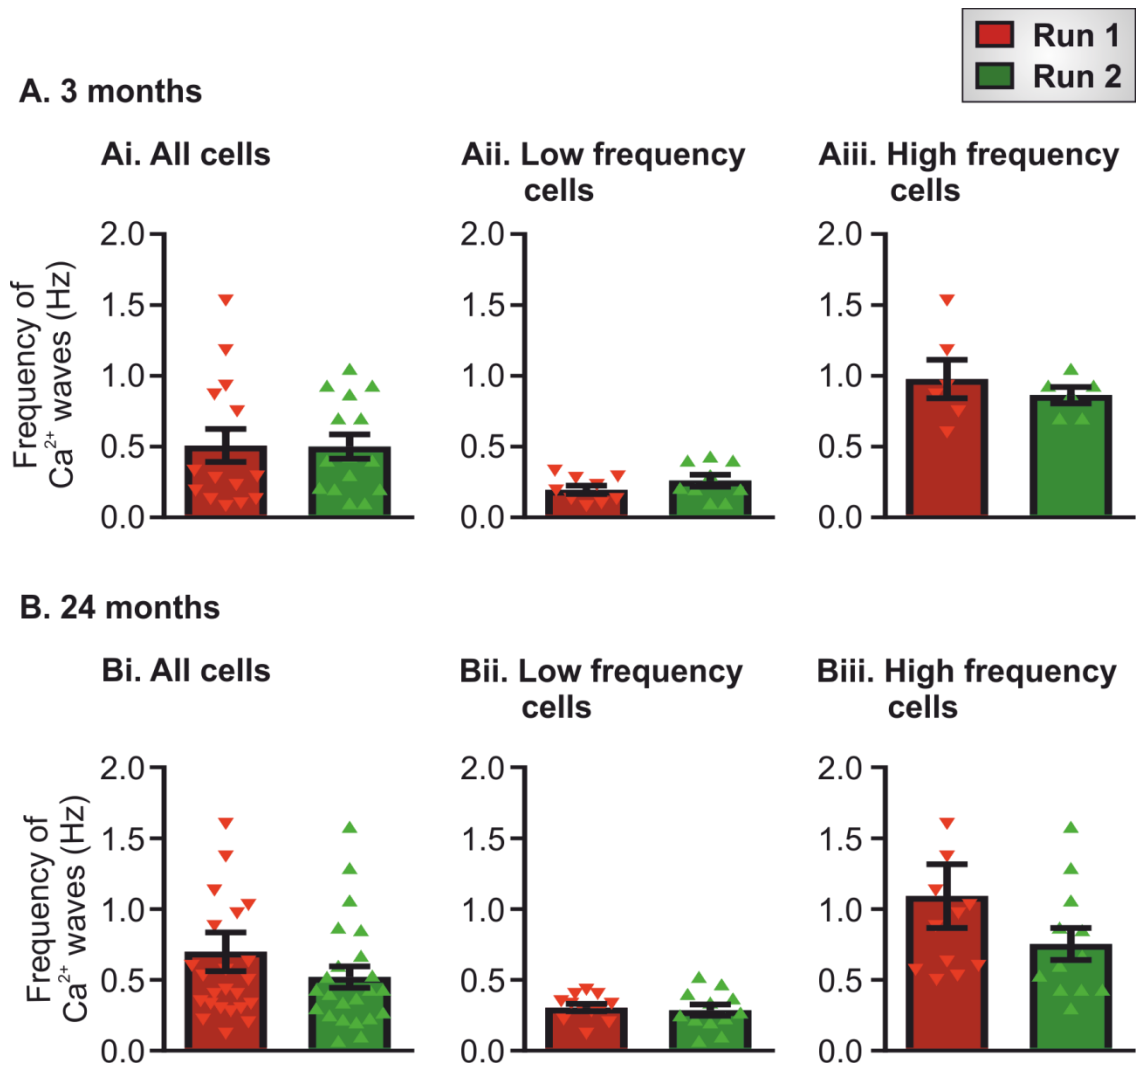 Run 1
Run 2
A. 3 months
Ai. All cells
Aii. Low frequency
cells
Aiii. High frequency
cells
Frequency of
Ca²⁺ waves (Hz)
2.0
1.5
1.0
0.5
0.0
2.0
1.5
1.0
0.5
0.0
2.0
1.5
1.0
0.5
0.0
B. 24 months
Bi. All cells
Bii. Low frequency
cells
Biii. High frequency
cells
Frequency of
Ca²⁺ waves (Hz)
2.0
1.5
1.0
0.5
0.0
2.0
1.5
1.0
0.5
0.0
2.0
1.5
1.0
0.5
0.0